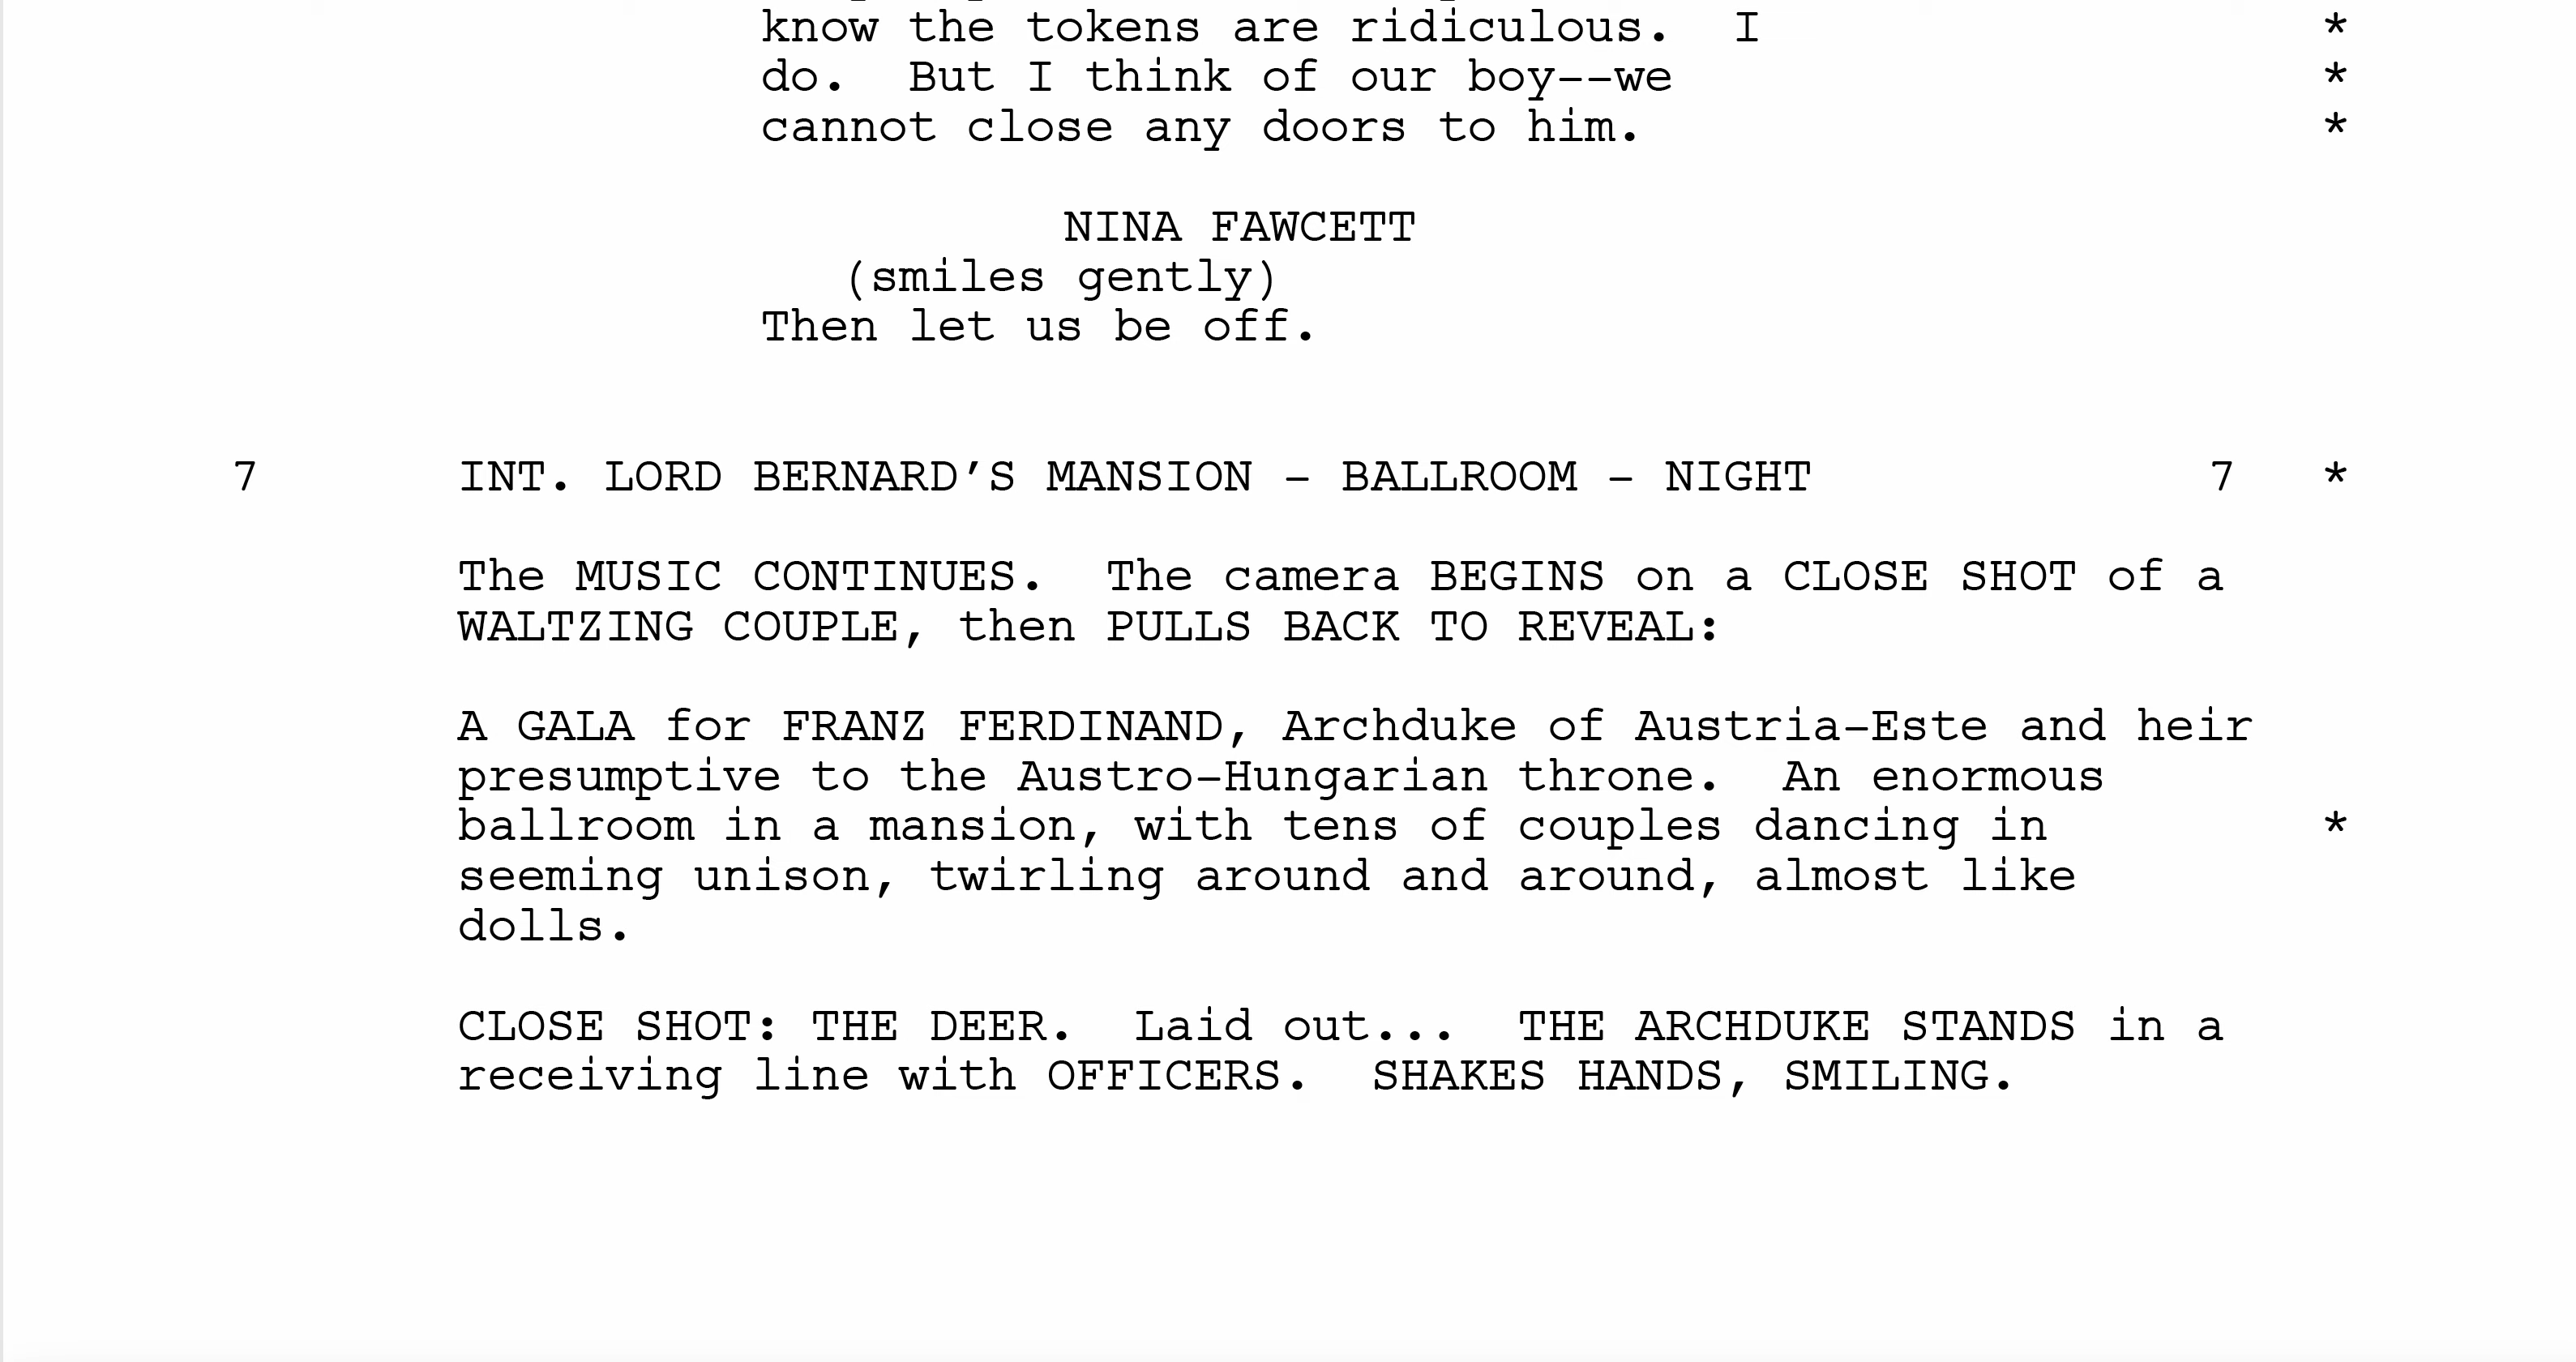 know the tokens are ridiculous.  I *
do.  But I think of our boy--we *
cannot close any doors to him. *
NINA FAWCETT
(smiles gently)
Then let us be off.
7 INT. LORD BERNARD’S MANSION - BALLROOM - NIGHT 7 *
The MUSIC CONTINUES.  The camera BEGINS on a CLOSE SHOT of a
WALTZING COUPLE, then PULLS BACK TO REVEAL:
A GALA for FRANZ FERDINAND, Archduke of Austria-Este and heir
presumptive to the Austro-Hungarian throne.  An enormous
ballroom in a mansion, with tens of couples dancing in *
seeming unison, twirling around and around, almost like
dolls.
CLOSE SHOT: THE DEER.  Laid out...  THE ARCHDUKE STANDS in a
receiving line with OFFICERS.  SHAKES HANDS, SMILING.